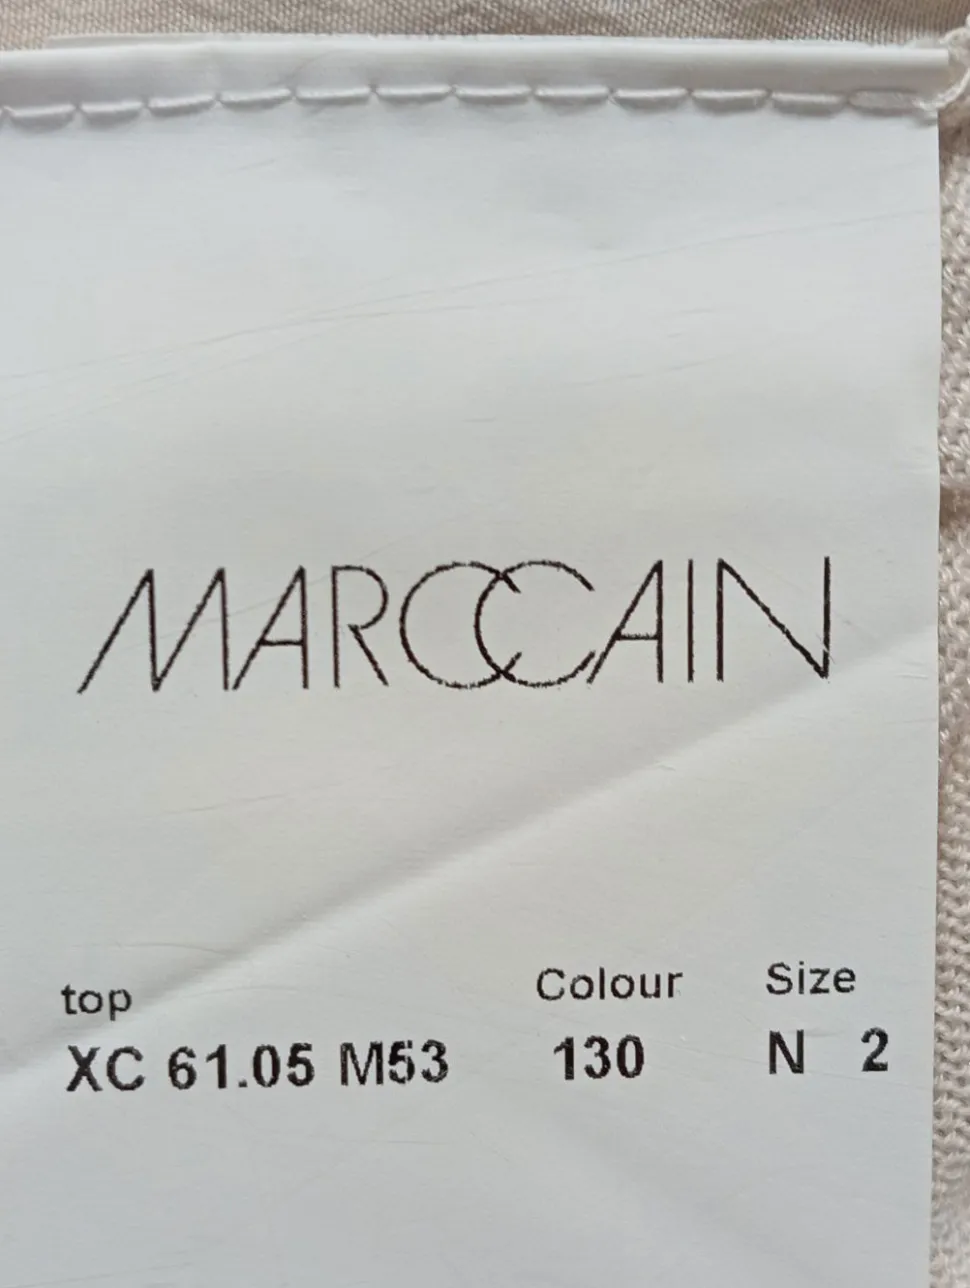 MARCCAIN
top Colour Size
XC 61.05 M53 130 N 2